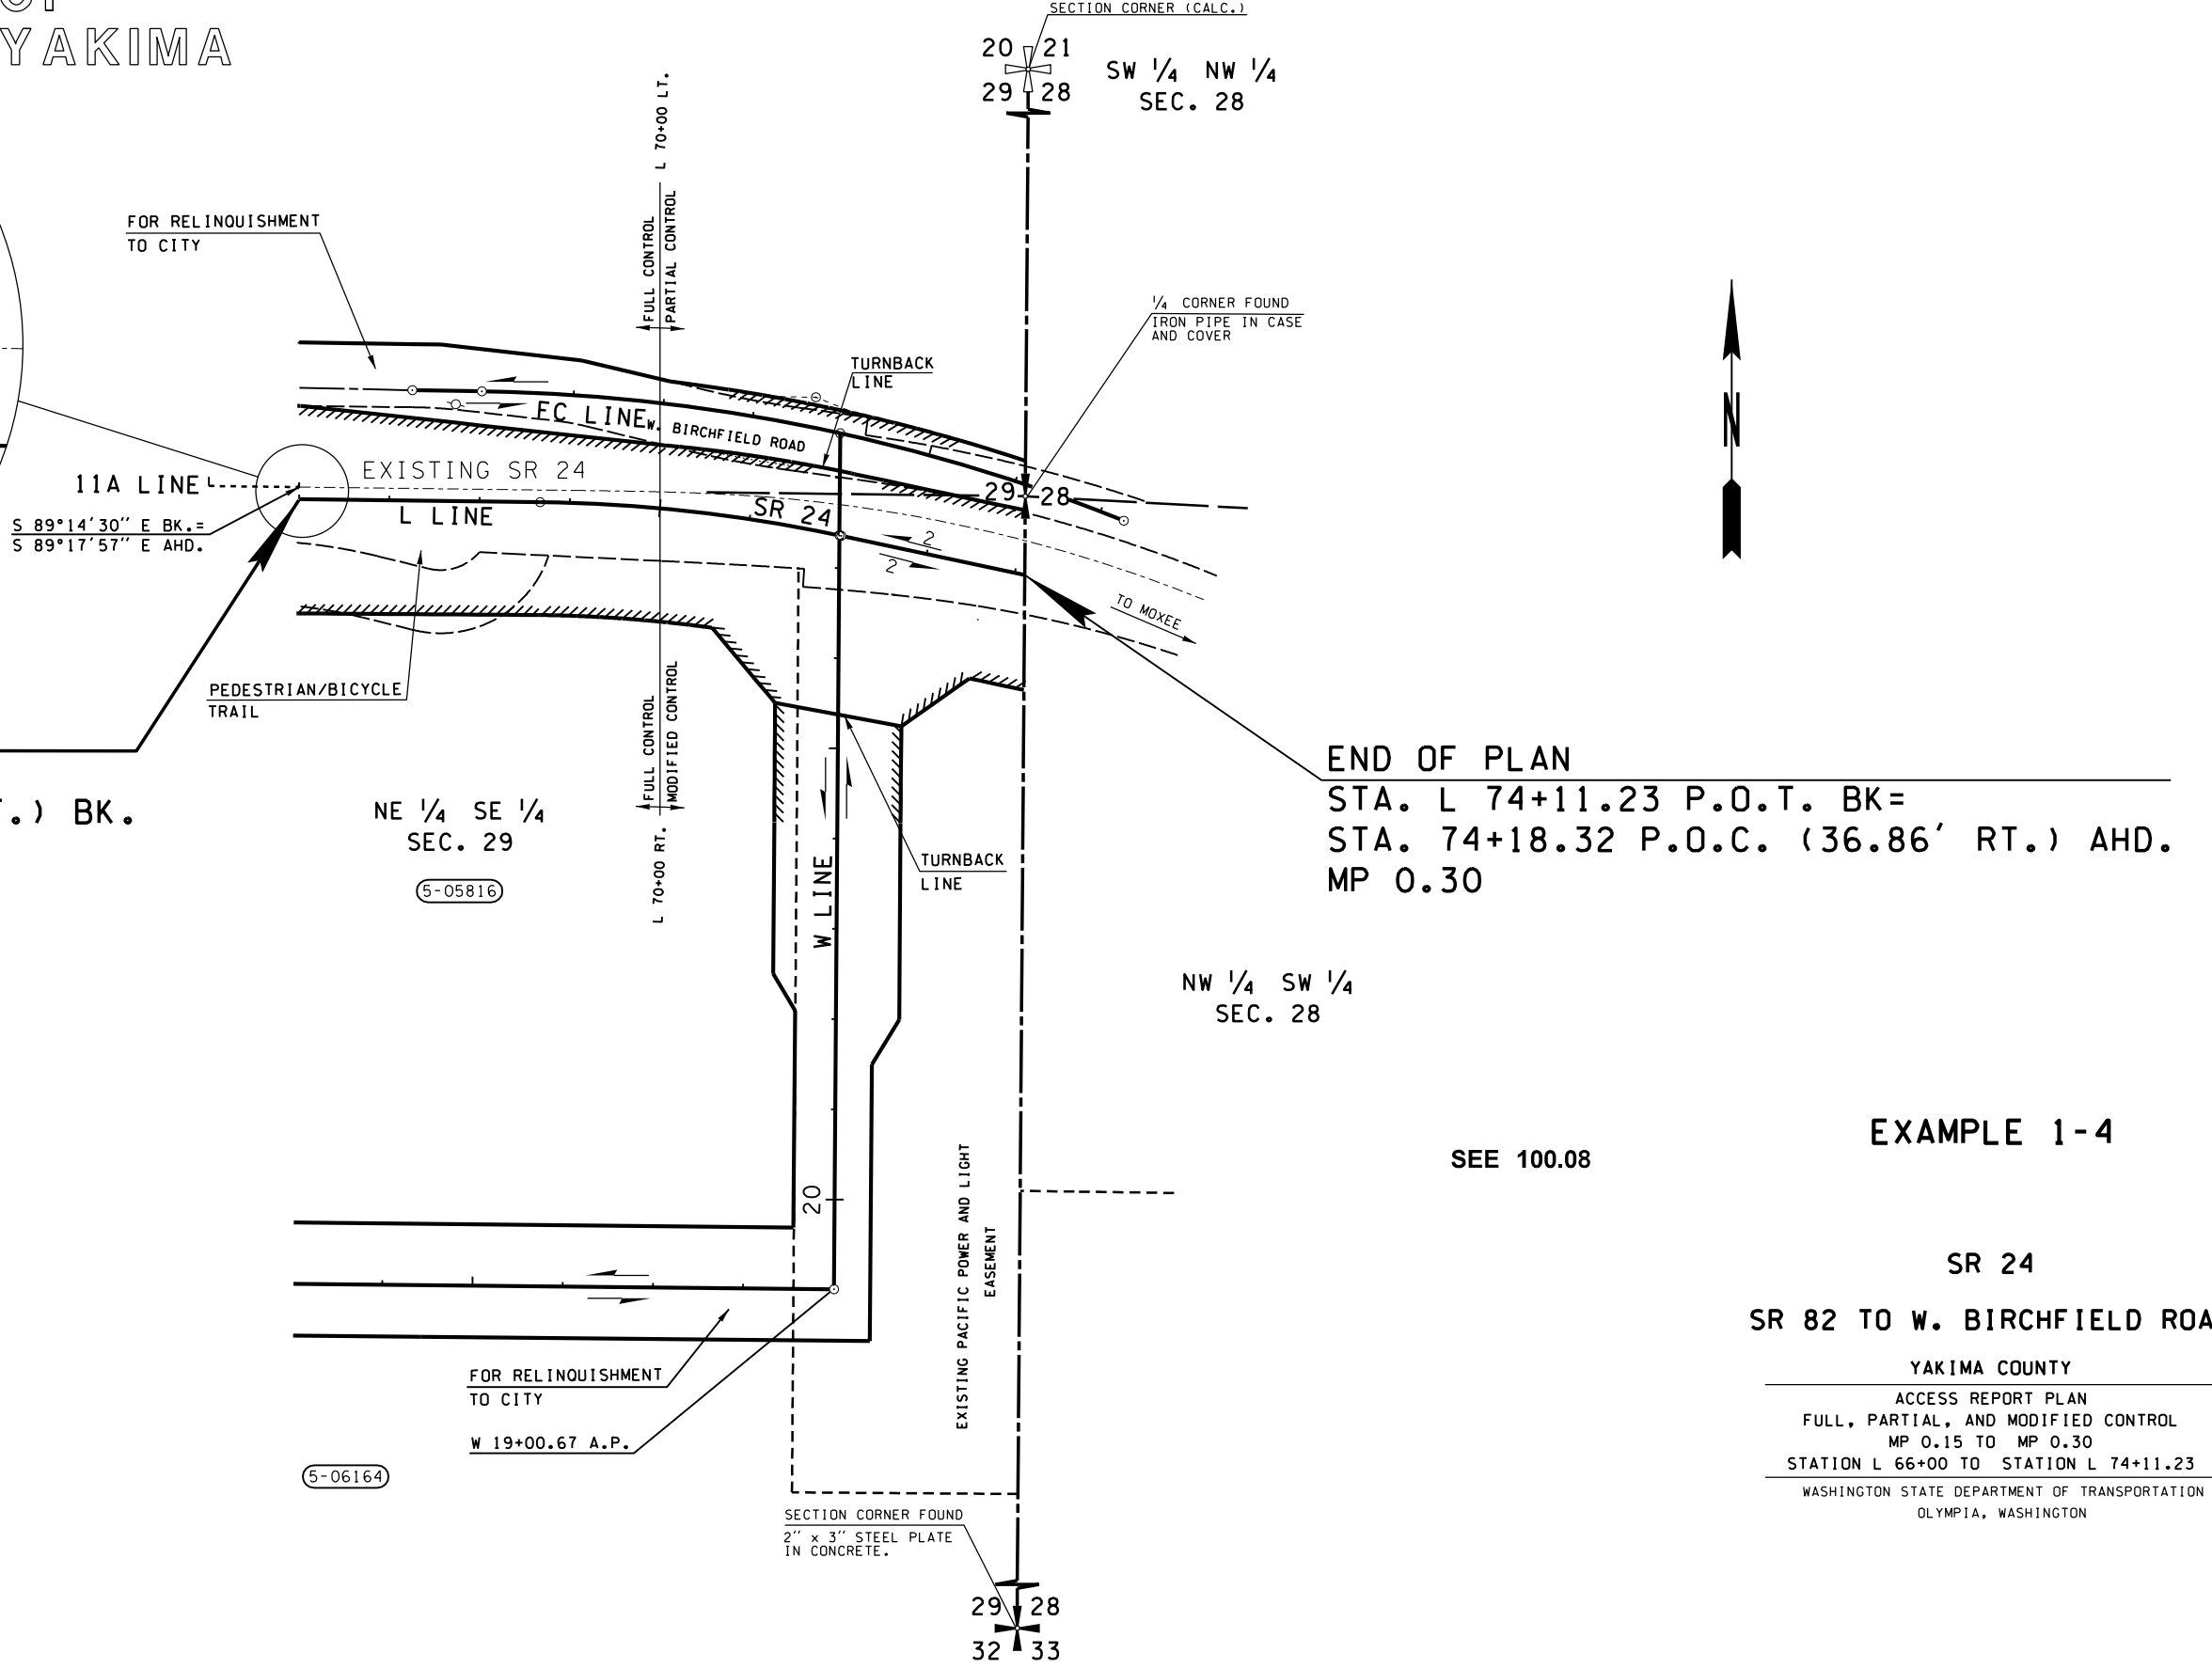 YAKIMA
SECTION CORNER (CALC.)
20 21
29 28
SW 1/4 NW 1/4
SEC. 28
L 70+00 LT.
FULL CONTROL
PARTIAL CONTROL
FOR RELINQUISHMENT
TO CITY
1/4 CORNER FOUND
IRON PIPE IN CASE
AND COVER
TURNBACK
LINE
N
FC LINE
W. BIRCHFIELD ROAD
EXISTING SR 24
11A LINE
L LINE
SR 24
29 28
S 89°14'30" E BK.=
S 89°17'57" E AHD.
2
2
TO MOXEE
PEDESTRIAN/BICYCLE
TRAIL
FULL CONTROL
MODIFIED CONTROL
L 70+00 RT.
.) BK.
NE 1/4 SE 1/4
SEC. 29
5-05816
END OF PLAN
STA. L 74+11.23 P.O.T. BK=
STA. 74+18.32 P.O.C. (36.86' RT.) AHD.
MP 0.30
TURNBACK
LINE
W LINE
NW 1/4 SW 1/4
SEC. 28
20
EXISTING PACIFIC POWER AND LIGHT
EASEMENT
SEE 100.08
EXAMPLE 1-4
SR 24
SR 82 TO W. BIRCHFIELD ROA
YAKIMA COUNTY
ACCESS REPORT PLAN
FULL, PARTIAL, AND MODIFIED CONTROL
MP 0.15 TO MP 0.30
STATION L 66+00 TO STATION L 74+11.23
WASHINGTON STATE DEPARTMENT OF TRANSPORTATION
OLYMPIA, WASHINGTON
FOR RELINQUISHMENT
TO CITY
W 19+00.67 A.P.
5-06164
SECTION CORNER FOUND
2" x 3" STEEL PLATE
IN CONCRETE.
29 28
32 33